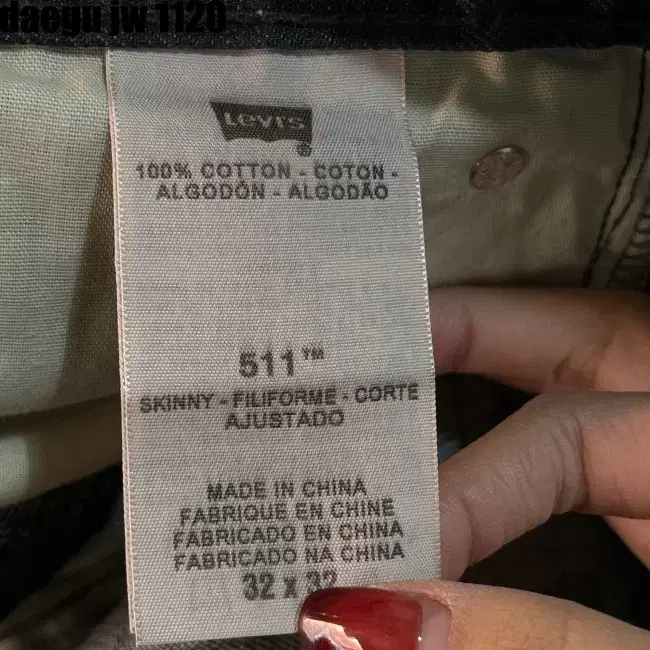 daegu jw 1120
Levi's
®
100% COTTON - COTON -
ALGODÓN - ALGODÃO
511™
SKINNY - FILIFORME - CORTE
AJUSTADO
MADE IN CHINA
FABRIQUE EN CHINE
FABRICADO EN CHINA
FABRICADO NA CHINA
32 x 32